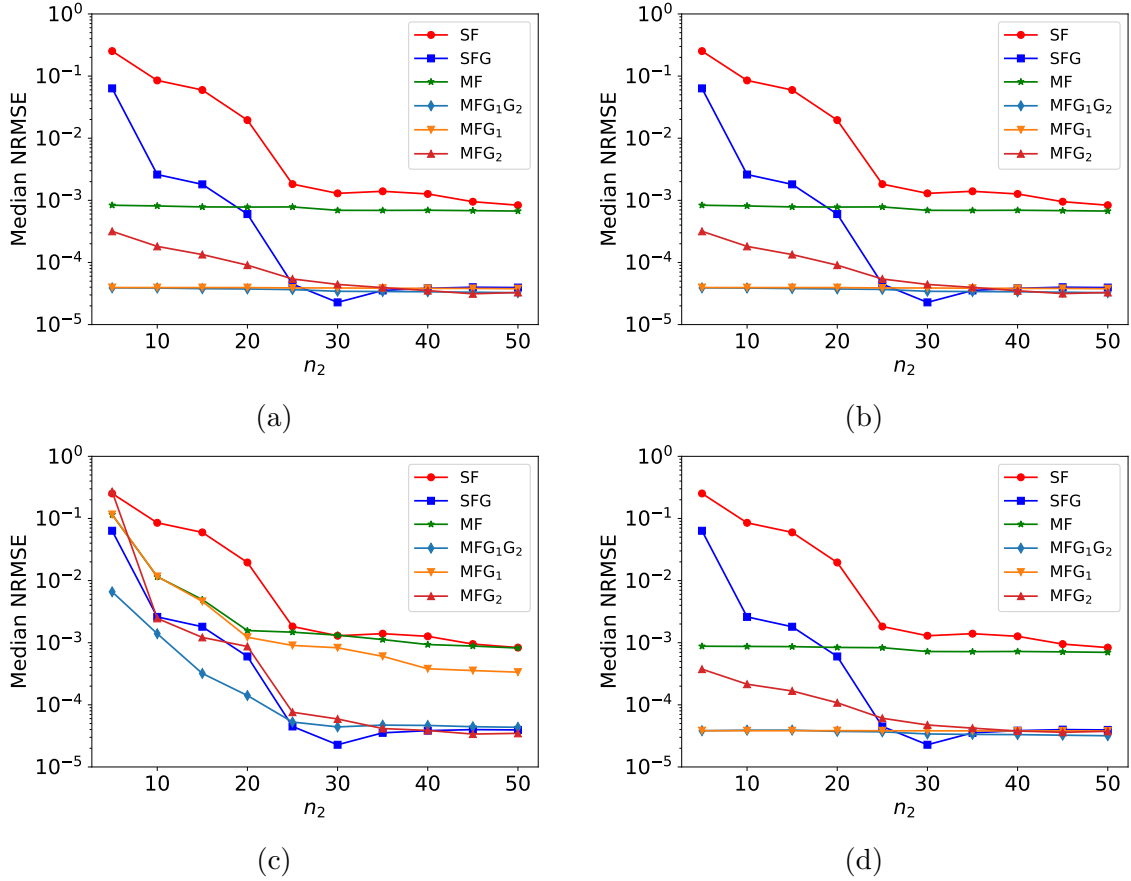 10^0
10^-1
10^-2
10^-3
10^-4
10^-5
Median NRMSE
SF
SFG
MF
MFG₁G₂
MFG₁
MFG₂
10 20 30 40 50
n₂
(a)
10^0
10^-1
10^-2
10^-3
10^-4
10^-5
Median NRMSE
SF
SFG
MF
MFG₁G₂
MFG₁
MFG₂
10 20 30 40 50
n₂
(b)
10^0
10^-1
10^-2
10^-3
10^-4
10^-5
Median NRMSE
SF
SFG
MF
MFG₁G₂
MFG₁
MFG₂
10 20 30 40 50
n₂
(c)
10^0
10^-1
10^-2
10^-3
10^-4
10^-5
Median NRMSE
SF
SFG
MF
MFG₁G₂
MFG₁
MFG₂
10 20 30 40 50
n₂
(d)